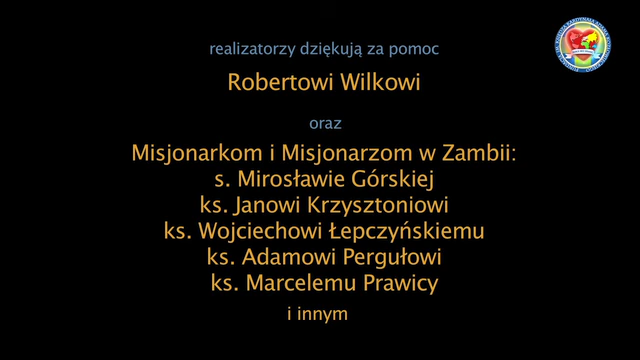 realizatorzy dziękują za pomoc
Robertowi Wilkowi
oraz
Misjonarkom i Misjonarzom w Zambii:
s. Mirosławie Górskiej
ks. Janowi Krzysztoniowi
ks. Wojciechowi Łepczyńskiemu
ks. Adamowi Pergułowi
ks. Marcelemu Prawicy
i innym